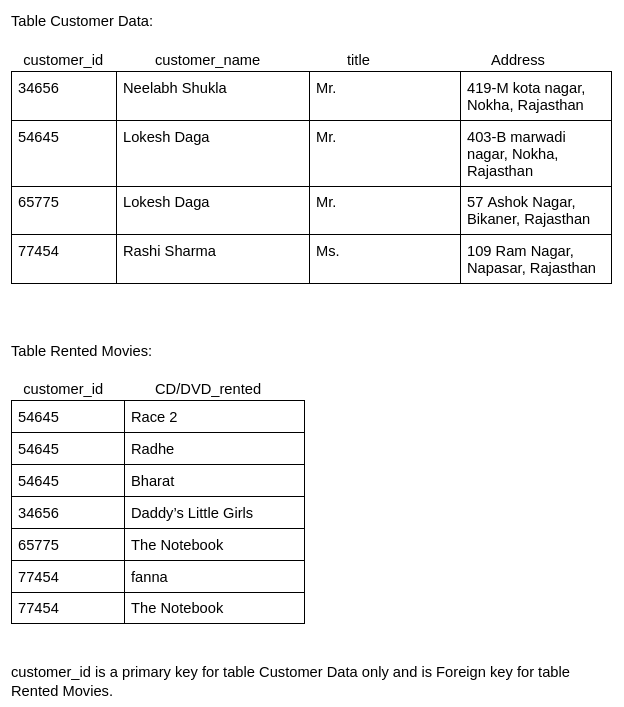 Table Customer Data:
customer_id customer_name title Address
34656 Neelabh Shukla Mr. 419-M kota nagar,
Nokha, Rajasthan
54645 Lokesh Daga Mr. 403-B marwadi
nagar, Nokha,
Rajasthan
65775 Lokesh Daga Mr. 57 Ashok Nagar,
Bikaner, Rajasthan
77454 Rashi Sharma Ms. 109 Ram Nagar,
Napasar, Rajasthan
Table Rented Movies:
customer_id CD/DVD_rented
54645 Race 2
54645 Radhe
54645 Bharat
34656 Daddy’s Little Girls
65775 The Notebook
77454 fanna
77454 The Notebook
customer_id is a primary key for table Customer Data only and is Foreign key for table
Rented Movies.